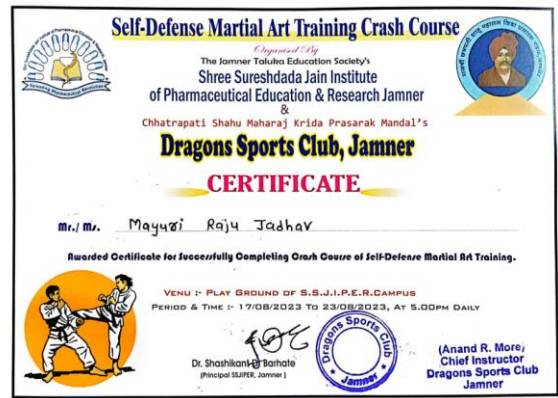 Self-Defense Martial Art Training Crash Course
Organised By
The Jamner Taluka Education Society's
Shree Sureshdada Jain Institute
of Pharmaceutical Education & Research Jamner
&
Chhatrapati Shahu Maharaj Krida Prasarak Mandal's
Dragons Sports Club, Jamner
CERTIFICATE
Mr./ Ms. Mayuri Raju Jadhav
Awarded Certificate for Successfully Completing Crash Course of Self-Defense Martial Art Training.
VENU :- PLAY GROUND OF S.S.J.I.P.E.R.CAMPUS
PERIOD & TIME :- 17/08/2023 TO 23/08/2023, AT 5.00PM DAILY
Dr. Shashikant D Barhate
(Principal SSJIPER, Jamner )
Dragons Sports Club
Jamner
(Anand R. More)
Chief Instructor
Dragons Sports Club
Jamner